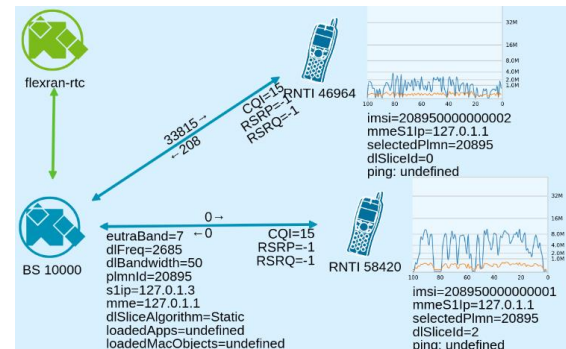 flexran-rtc
BS 10000
33815→
←208
CQI=15
RSRP=-1
RSRQ=-1
RNTI 46964
32M
16M
8.0M
4.0M
2.0M
1.0M
100 80 60 40 20 0
imsi=208950000000002
mmeS1Ip=127.0.1.1
selectedPlmn=20895
dlSliceId=0
ping: undefined
0→
←0
eutraBand=7
dlFreq=2685
dlBandwidth=50
plmnId=20895
s1ip=127.0.1.3
mme=127.0.1.1
dlSliceAlgorithm=Static
loadedApps=undefined
loadedMacObjects=undefined
CQI=15
RSRP=-1
RSRQ=-1
RNTI 58420
32M
16M
8.0M
4.0M
2.0M
1.0M
100 80 60 40 20 0
imsi=208950000000001
mmeS1Ip=127.0.1.1
selectedPlmn=20895
dlSliceId=2
ping: undefined